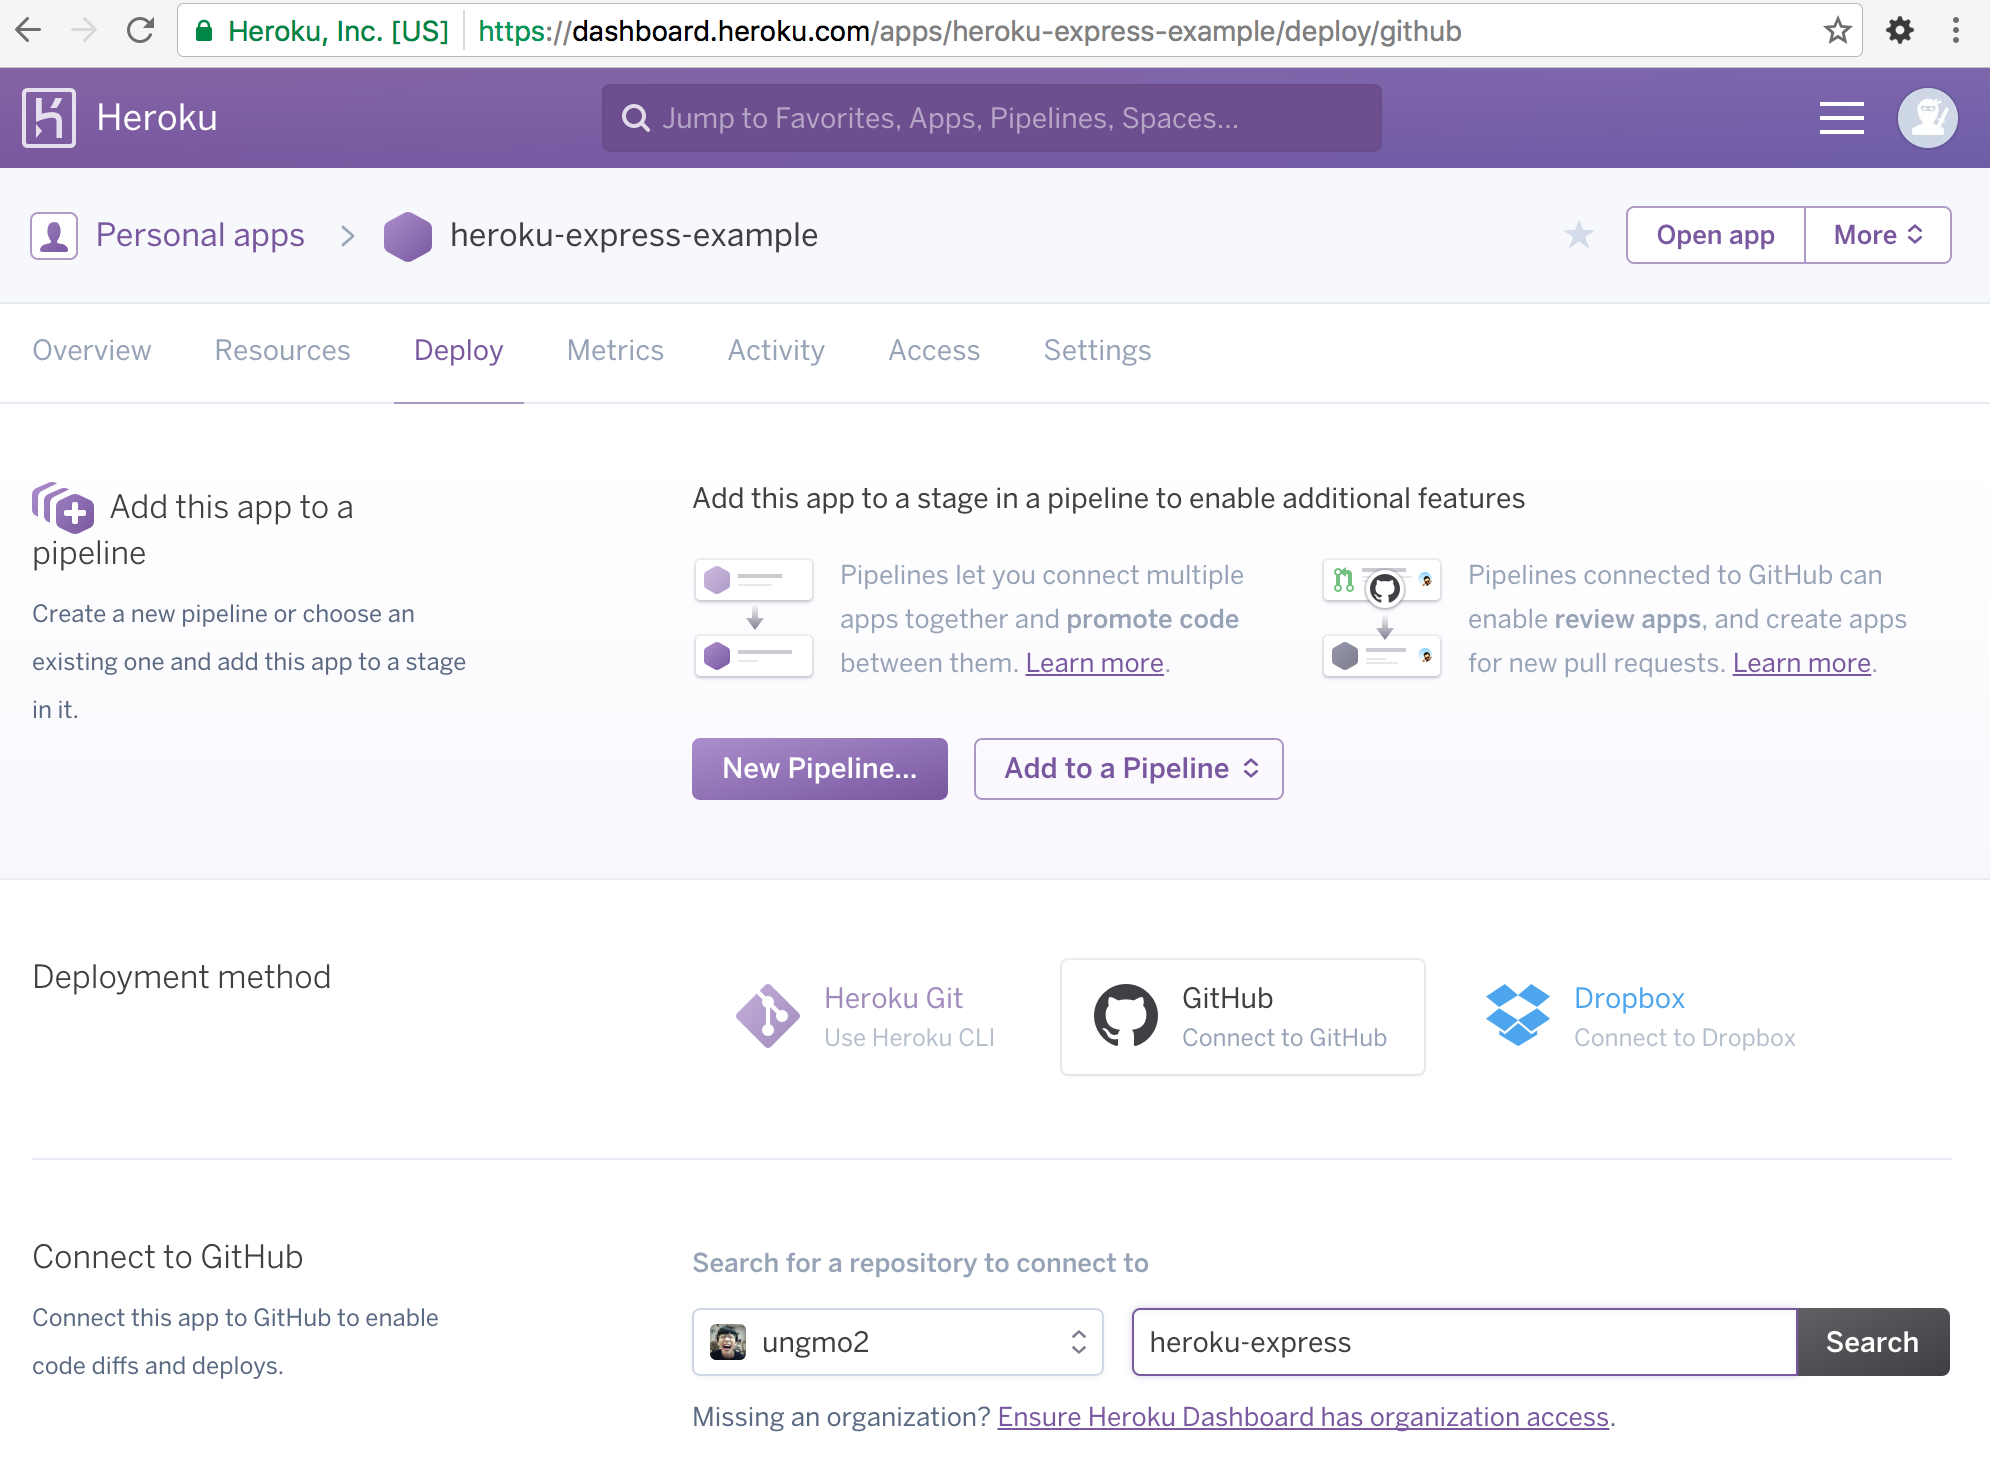 Heroku, Inc. [US] https://dashboard.heroku.com/apps/heroku-express-example/deploy/github
Heroku
Jump to Favorites, Apps, Pipelines, Spaces...
Personal apps
heroku-express-example
Open app
More
Overview
Resources
Deploy
Metrics
Activity
Access
Settings
Add this app to a
pipeline
Create a new pipeline or choose an
existing one and add this app to a stage
in it.
Add this app to a stage in a pipeline to enable additional features
Pipelines let you connect multiple
apps together and promote code
between them. Learn more.
Pipelines connected to GitHub can
enable review apps, and create apps
for new pull requests. Learn more.
New Pipeline...
Add to a Pipeline
Deployment method
Heroku Git
Use Heroku CLI
GitHub
Connect to GitHub
Dropbox
Connect to Dropbox
Connect to GitHub
Connect this app to GitHub to enable
code diffs and deploys.
Search for a repository to connect to
ungmo2
heroku-express
Search
Missing an organization? Ensure Heroku Dashboard has organization access.